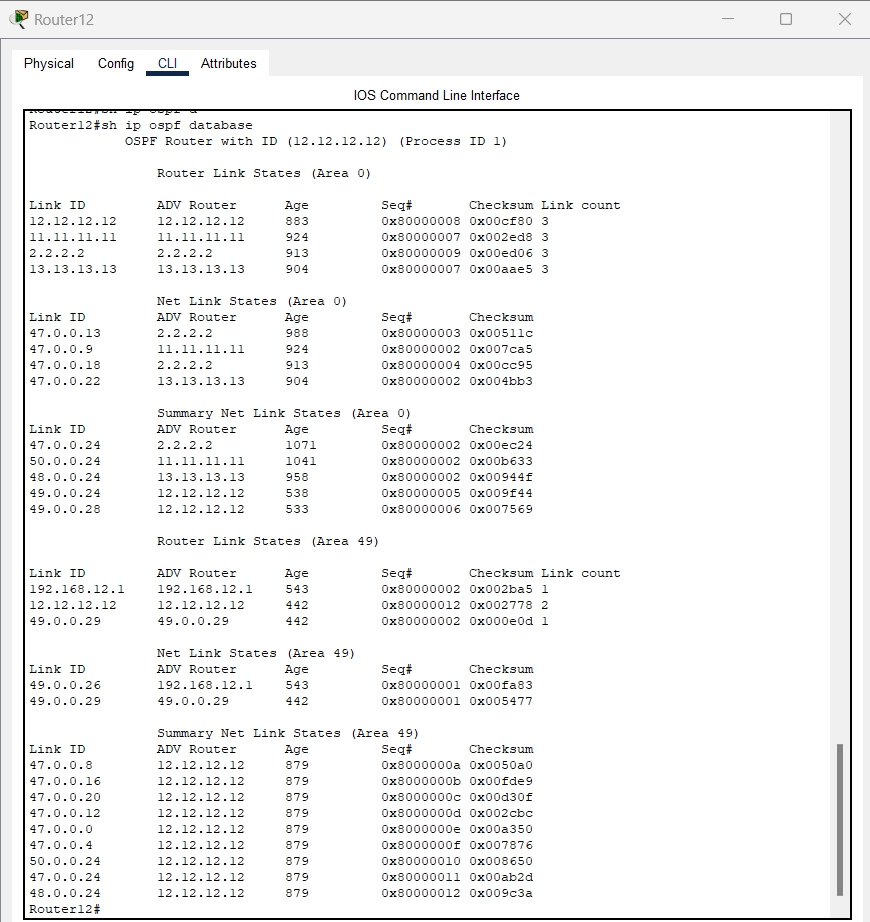 Router12
Physical Config CLI Attributes
IOS Command Line Interface
Router12#sh ip ospf d
Router12#sh ip ospf database
OSPF Router with ID (12.12.12.12) (Process ID 1)
Router Link States (Area 0)
Link ID ADV Router Age Seq# Checksum Link count
12.12.12.12 12.12.12.12 883 0x80000008 0x00cf80 3
11.11.11.11 11.11.11.11 924 0x80000007 0x002ed8 3
2.2.2.2 2.2.2.2 913 0x80000009 0x00ed06 3
13.13.13.13 13.13.13.13 904 0x80000007 0x00aae5 3
Net Link States (Area 0)
Link ID ADV Router Age Seq# Checksum
47.0.0.13 2.2.2.2 988 0x80000003 0x00511c
47.0.0.9 11.11.11.11 924 0x80000002 0x007ca5
47.0.0.18 2.2.2.2 913 0x80000004 0x00cc95
47.0.0.22 13.13.13.13 904 0x80000002 0x004bb3
Summary Net Link States (Area 0)
Link ID ADV Router Age Seq# Checksum
47.0.0.24 2.2.2.2 1071 0x80000002 0x00ec24
50.0.0.24 11.11.11.11 1041 0x80000002 0x00b633
48.0.0.24 13.13.13.13 958 0x80000002 0x00944f
49.0.0.24 12.12.12.12 538 0x80000005 0x009f44
49.0.0.28 12.12.12.12 533 0x80000006 0x007569
Router Link States (Area 49)
Link ID ADV Router Age Seq# Checksum Link count
192.168.12.1 192.168.12.1 543 0x80000002 0x002ba5 1
12.12.12.12 12.12.12.12 442 0x80000012 0x002778 2
49.0.0.29 49.0.0.29 442 0x80000002 0x000e0d 1
Net Link States (Area 49)
Link ID ADV Router Age Seq# Checksum
49.0.0.26 192.168.12.1 543 0x80000001 0x00fa83
49.0.0.29 49.0.0.29 442 0x80000001 0x005477
Summary Net Link States (Area 49)
Link ID ADV Router Age Seq# Checksum
47.0.0.8 12.12.12.12 879 0x8000000a 0x0050a0
47.0.0.16 12.12.12.12 879 0x8000000b 0x00fde9
47.0.0.20 12.12.12.12 879 0x8000000c 0x00d30f
47.0.0.12 12.12.12.12 879 0x8000000d 0x002cbc
47.0.0.0 12.12.12.12 879 0x8000000e 0x00a350
47.0.0.4 12.12.12.12 879 0x8000000f 0x007876
50.0.0.24 12.12.12.12 879 0x80000010 0x008650
47.0.0.24 12.12.12.12 879 0x80000011 0x00ab2d
48.0.0.24 12.12.12.12 879 0x80000012 0x009c3a
Router12#